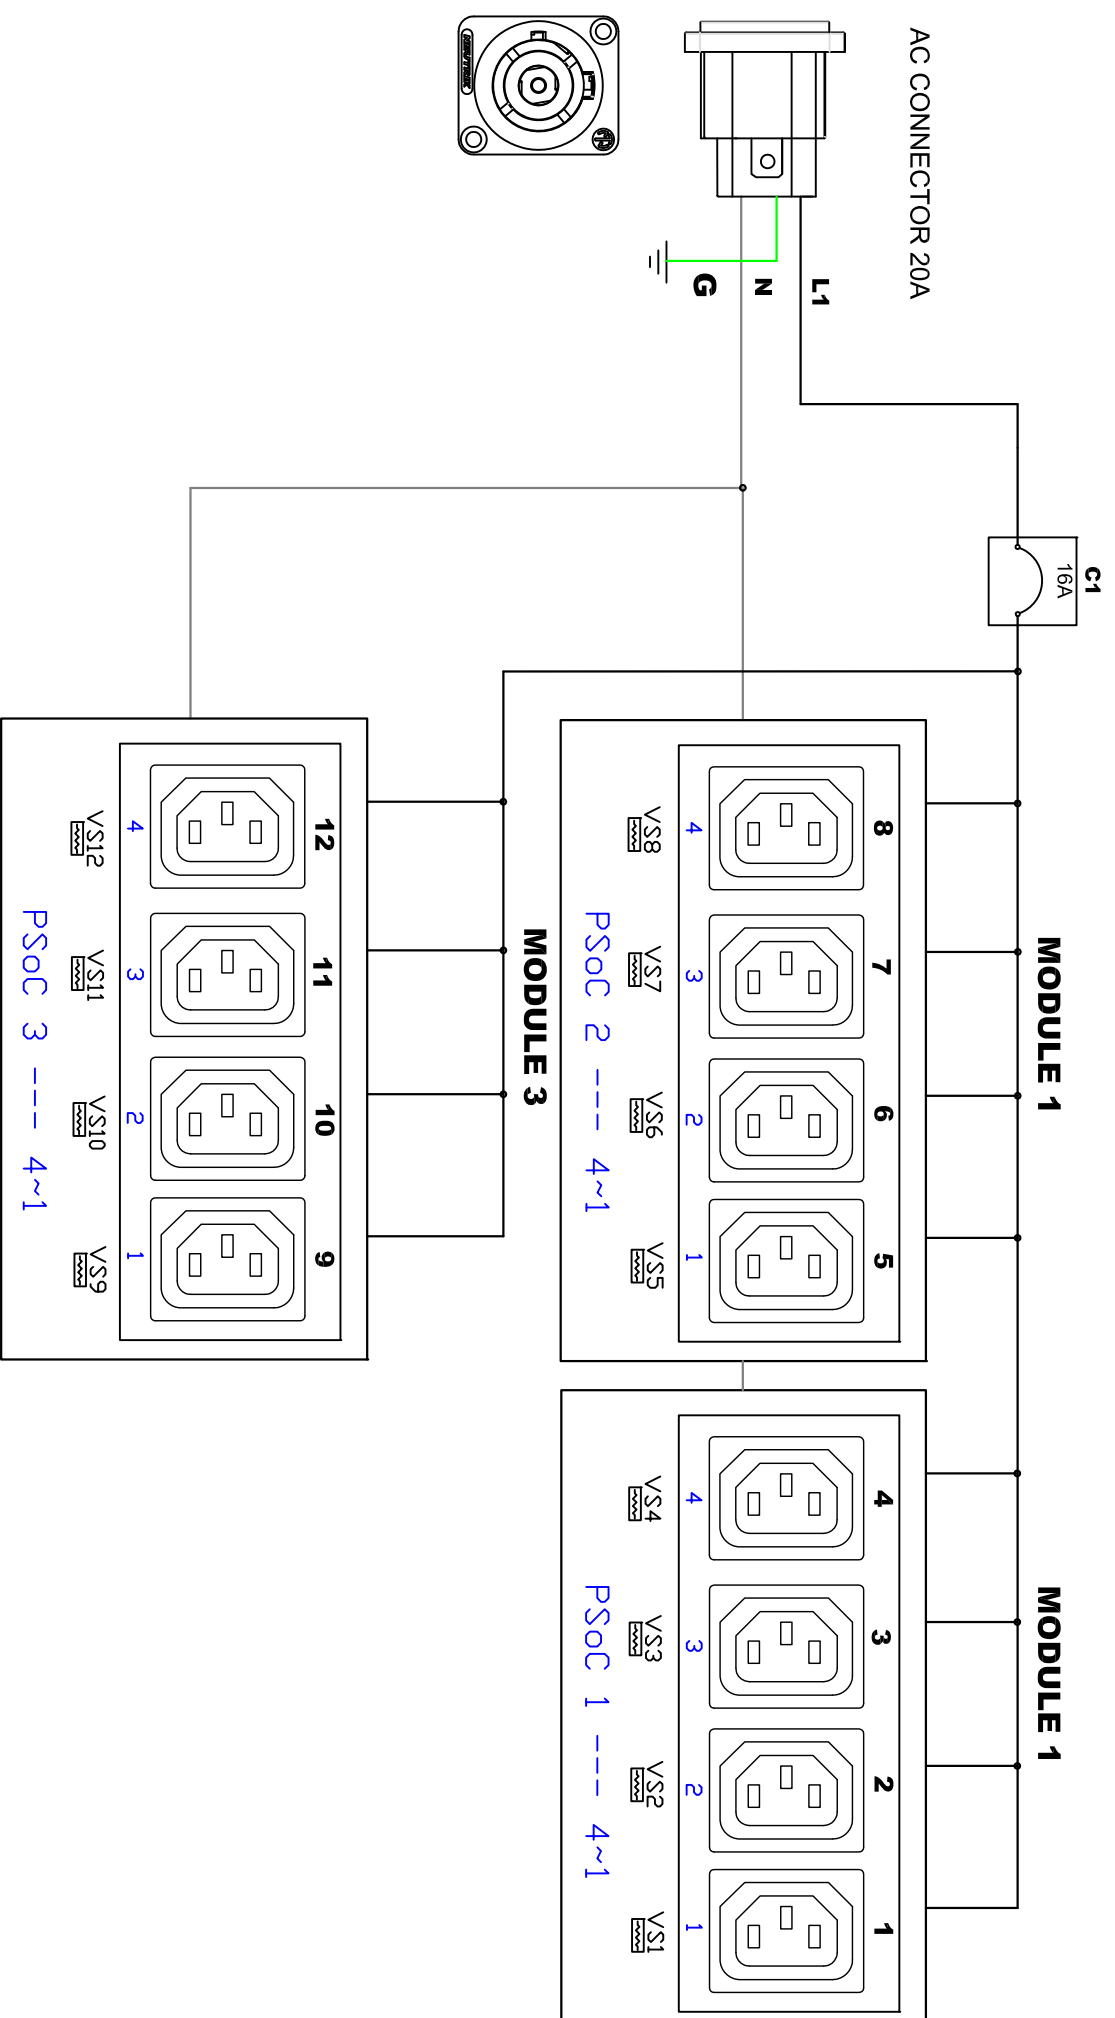 AC CONNECTOR 20A
NEUTRIK
L1
N
G
C1
16A
MODULE 1
MODULE 1
8
7
6
5
4
3
2
1
VS8
VS7
VS6
VS5
PSoC 2 --- 4~1
4
3
2
1
4
3
2
1
VS4
VS3
VS2
VS1
PSoC 1 --- 4~1
MODULE 3
12
11
10
9
4
3
2
1
VS12
VS11
VS10
VS9
PSoC 3 --- 4~1